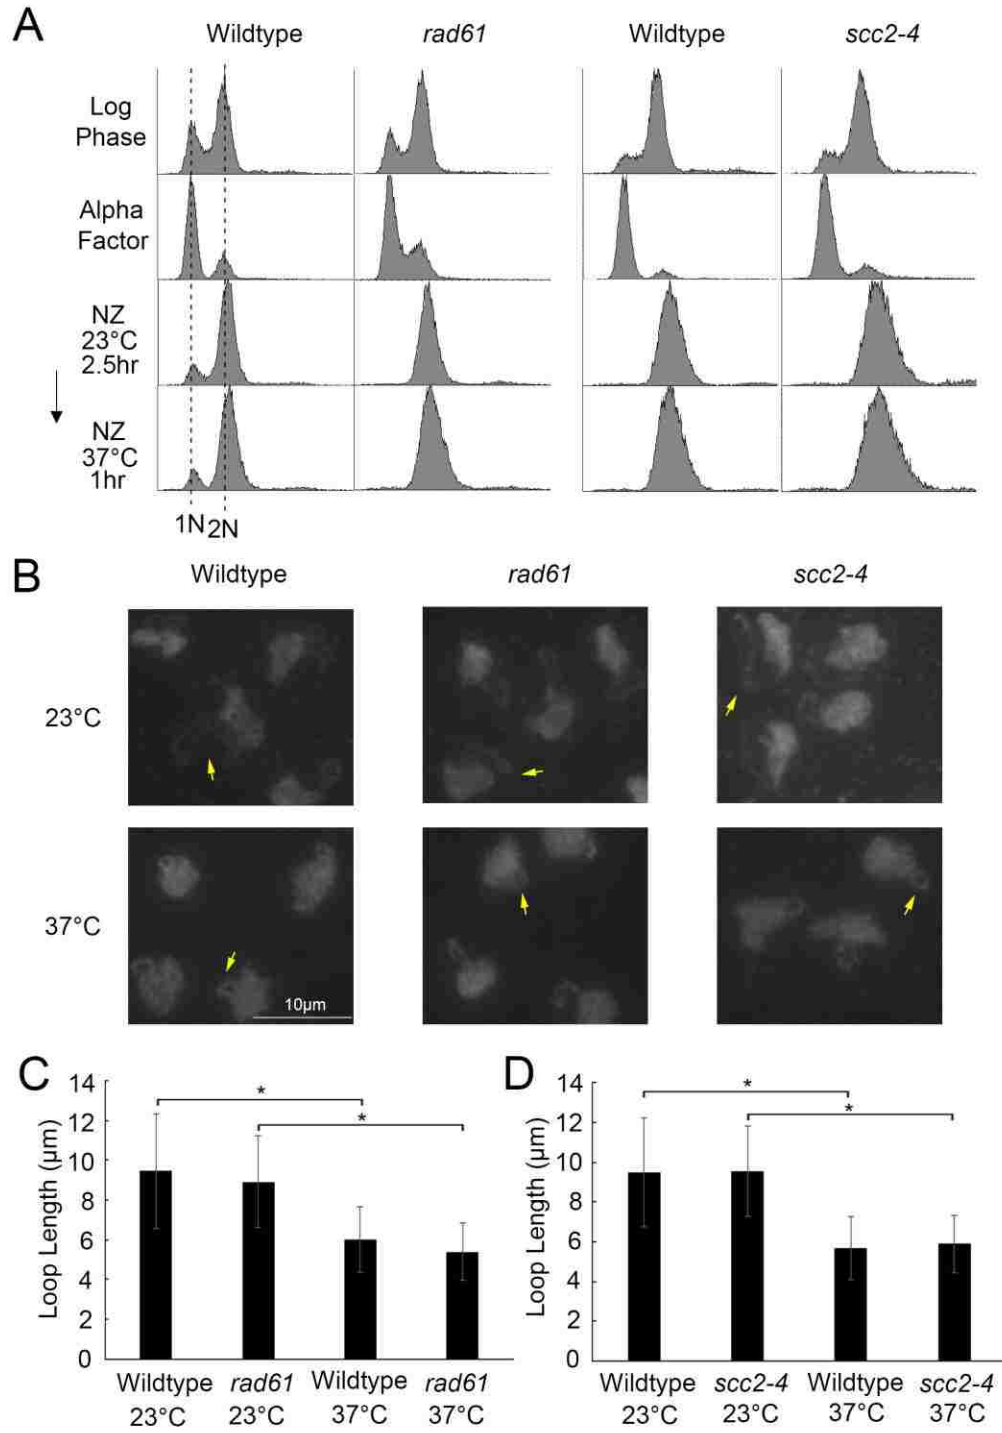 A
Wildtype rad61 Wildtype scc2-4
Log
Phase
Alpha
Factor
NZ
23°C
2.5hr
NZ
37°C
1hr
1N 2N
B
Wildtype rad61 scc2-4
23°C
37°C
10µm
C
Loop Length (µm)
14
12
10
8
6
4
2
0
*
*
Wildtype rad61 Wildtype rad61
23°C 23°C 37°C 37°C
D
Loop Length (µm)
14
12
10
8
6
4
2
0
*
*
Wildtype scc2-4 Wildtype scc2-4
23°C 23°C 37°C 37°C